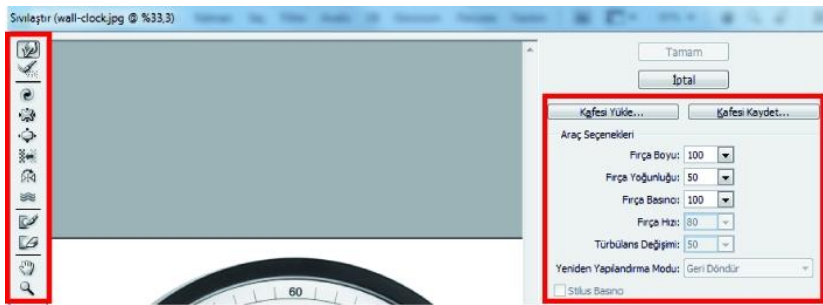 Sıvılaştır (wall-clock.jpg @ %33,3)
Tamam
İptal
Kafesi Yükle...
Kafesi Kaydet...
Araç Seçenekleri
Fırça Boyu: 100
Fırça Yoğunluğu: 50
Fırça Basıncı: 100
Fırça Hızı: 80
Türbülans Değişimi: 50
Yeniden Yapılandırma Modu: Geri Döndür
Stilus Basıncı
60